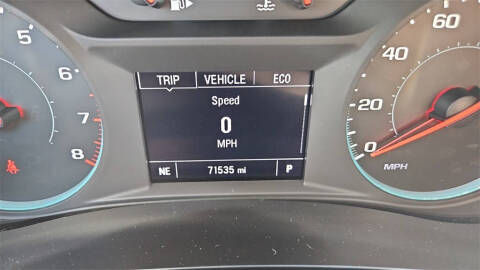 TRIP VEHICLE ECO
Speed
0
MPH
NE 71535 mi P
5
6
7
8
60
40
20
0
MPH